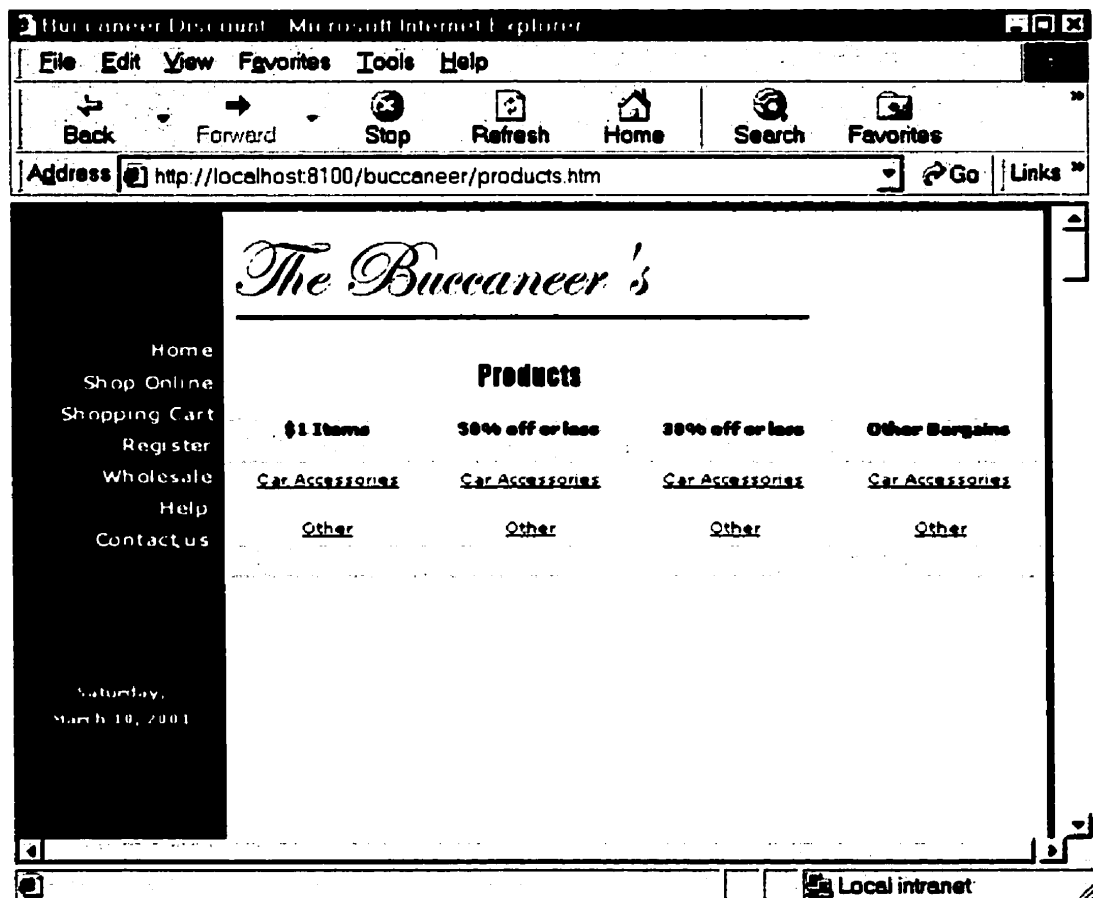 Buccaneer Discount - Microsoft Internet Explorer
File Edit View Favorites Tools Help
Back Forward Stop Refresh Home Search Favorites »
Address http://localhost:8100/buccaneer/products.htm Go Links »
The Buccaneer 's
Home
Shop Online
Shopping Cart
Register
Wholesale
Help
Contact us
Products
$1 Items 50% off or less 30% off or less Other Bargains
Car Accessories Car Accessories Car Accessories Car Accessories
Other Other Other Other
Saturday,
March 10, 2001
Local intranet